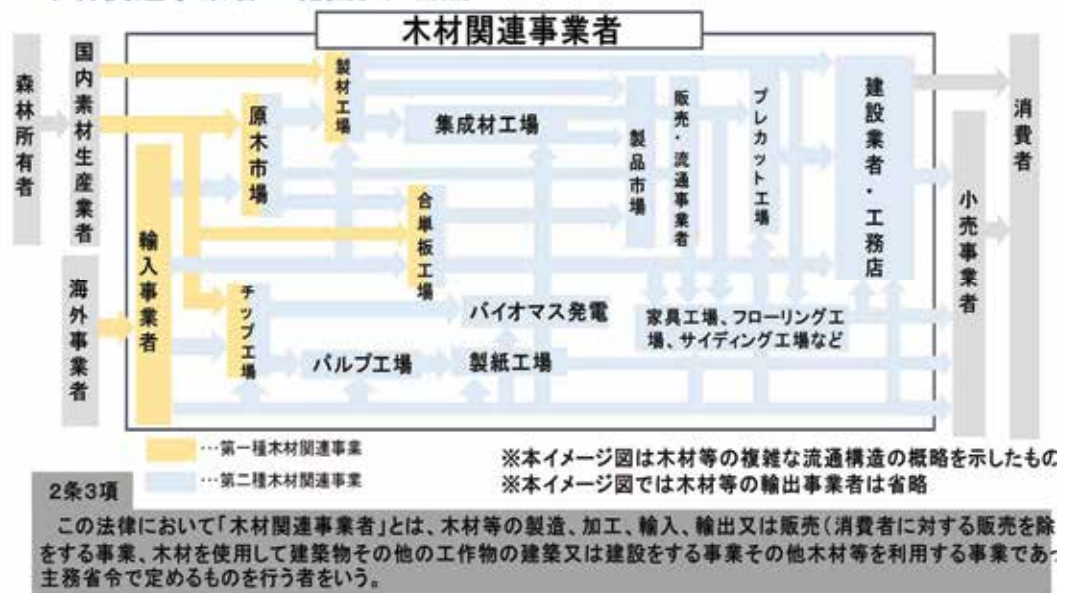 木材関連事業者
森林所有者
国内素材生産業者
海外事業者
輸入事業者
原木市場
製材工場
集成材工場
合単板工場
チップ工場
バイオマス発電
パルプ工場
製紙工場
製品市場
販売・流通事業者
プレカット工場
家具工場、フローリング工
場、サイディング工場など
建設業者・工務店
小売事業者
消費者
…第一種木材関連事業
…第二種木材関連事業
※本イメージ図は木材等の複雑な流通構造の概略を示したもの
※本イメージ図では木材等の輸出事業者は省略
2条3項
この法律において「木材関連事業者」とは、木材等の製造、加工、輸入、輸出又は販売(消費者に対する販売を除
をする事業、木材を使用して建築物その他の工作物の建築又は建設をする事業その他木材等を利用する事業であっ
主務省令で定めるものを行う者をいう。